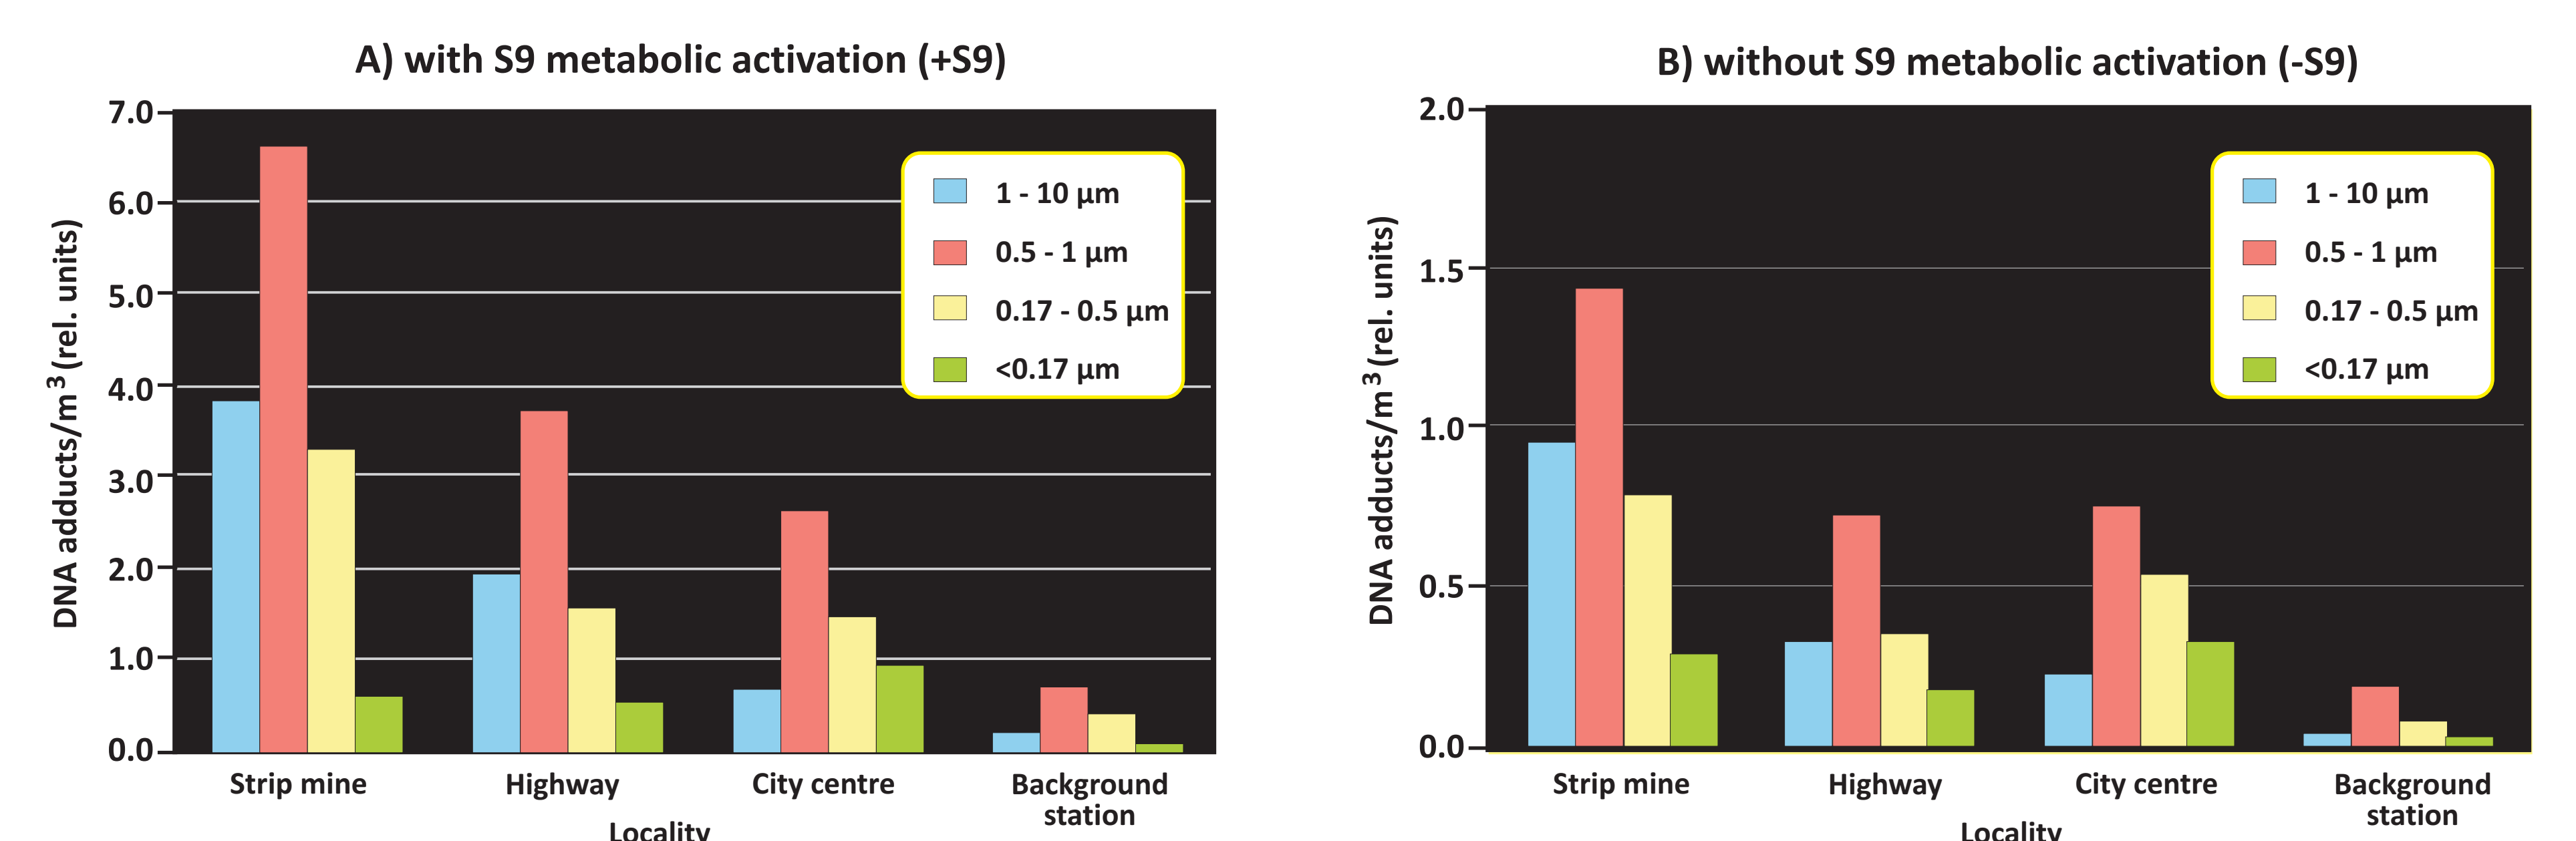 A) with S9 metabolic activation (+S9)
DNA adducts/m³ (rel. units)
7.0
6.0
5.0
4.0
3.0
2.0
1.0
0.0
1 - 10 µm
0.5 - 1 µm
0.17 - 0.5 µm
<0.17 µm
Strip mine
Highway
City centre
Background
station
Locality
B) without S9 metabolic activation (-S9)
DNA adducts/m³ (rel. units)
2.0
1.5
1.0
0.5
0.0
1 - 10 µm
0.5 - 1 µm
0.17 - 0.5 µm
<0.17 µm
Strip mine
Highway
City centre
Background
station
Locality